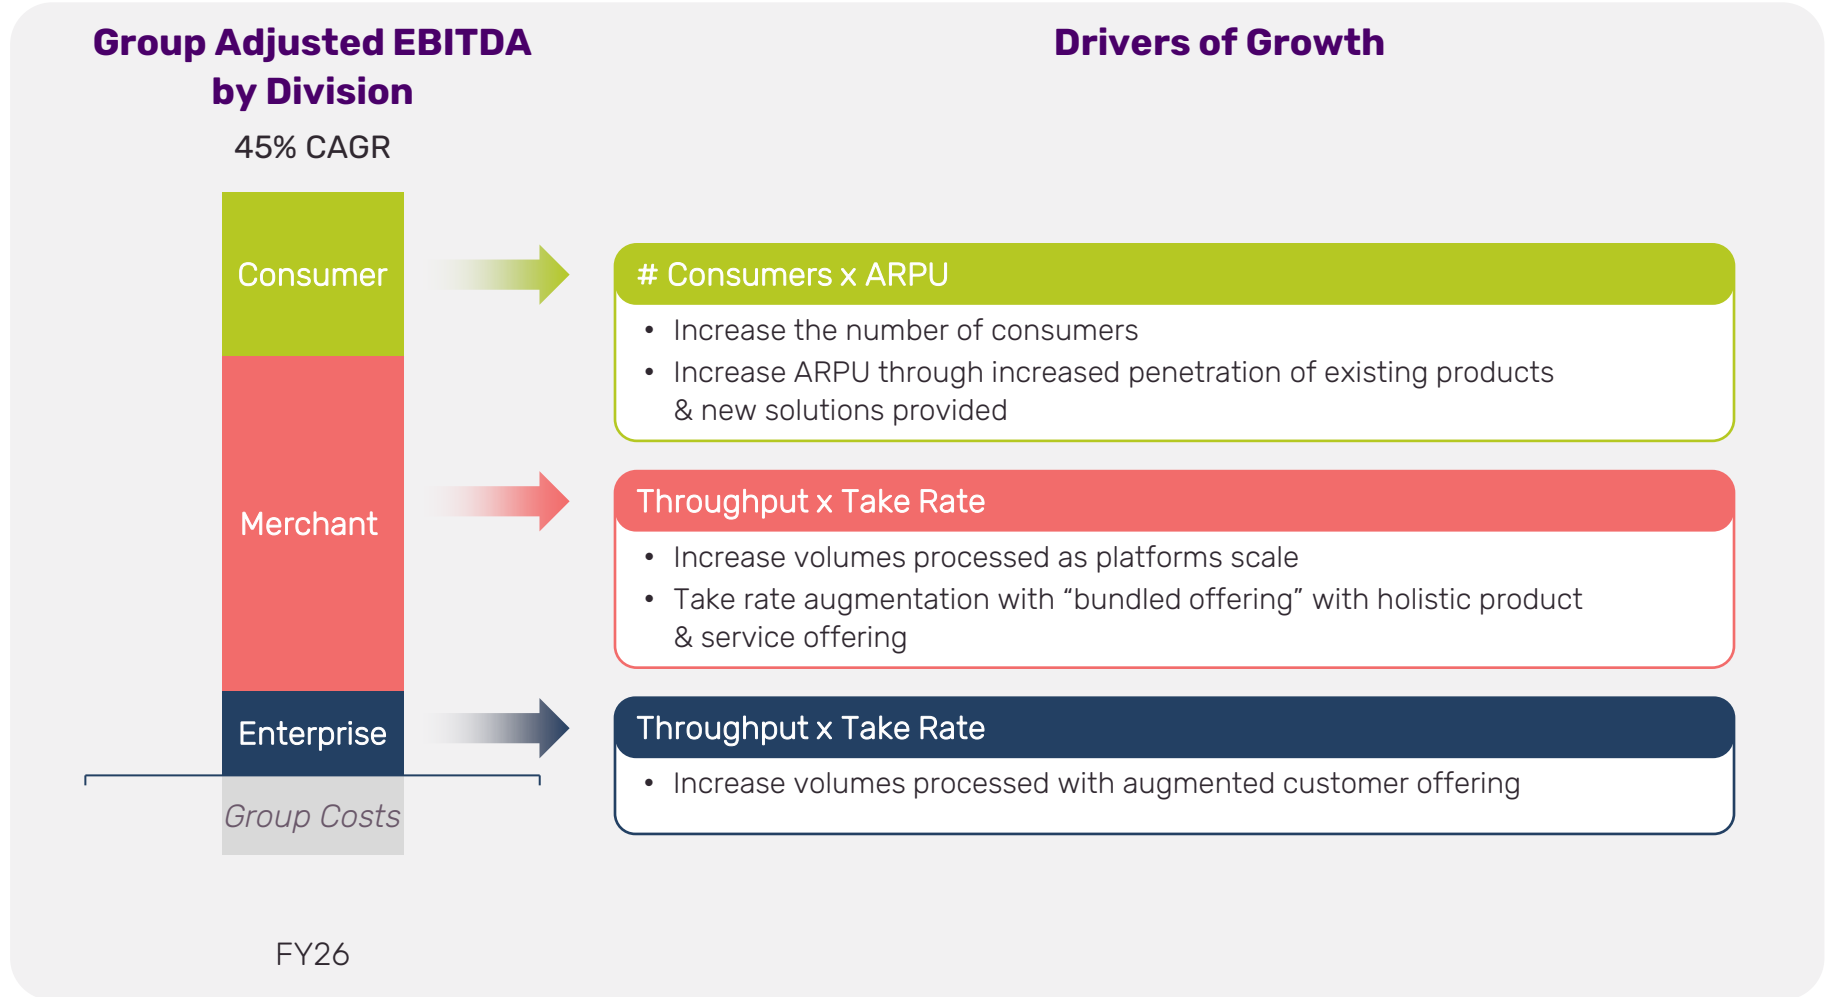 Group Adjusted EBITDA
by Division
45% CAGR
Consumer
Merchant
Enterprise
Group Costs
FY26
Drivers of Growth
# Consumers x ARPU
• Increase the number of consumers
• Increase ARPU through increased penetration of existing products
& new solutions provided
Throughput x Take Rate
• Increase volumes processed as platforms scale
• Take rate augmentation with “bundled offering” with holistic product
& service offering
Throughput x Take Rate
• Increase volumes processed with augmented customer offering